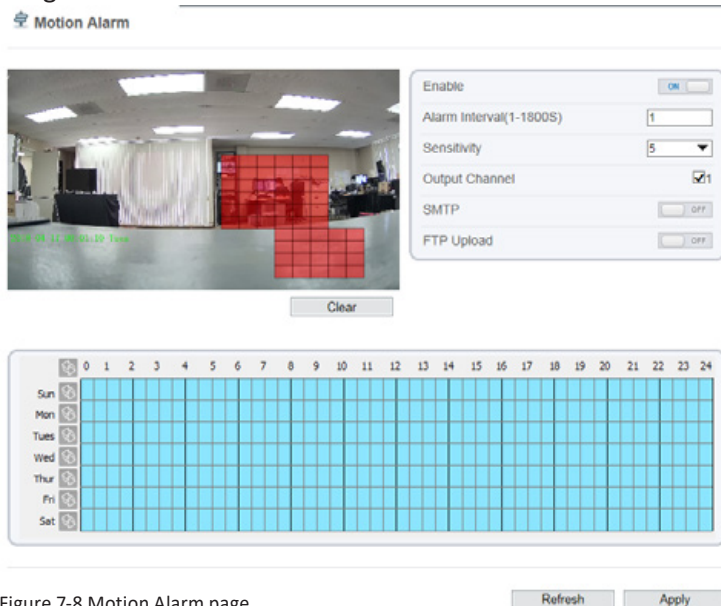 Motion Alarm
Enable ON
Alarm Interval(1-1800S) 1
Sensitivity 5
Output Channel 1
SMTP OFF
FTP Upload OFF
Clear
0 1 2 3 4 5 6 7 8 9 10 11 12 13 14 15 16 17 18 19 20 21 22 23 24
Sun
Mon
Tues
Wed
Thur
Fri
Sat
Refresh Apply
Figure 7-8 Motion Alarm page